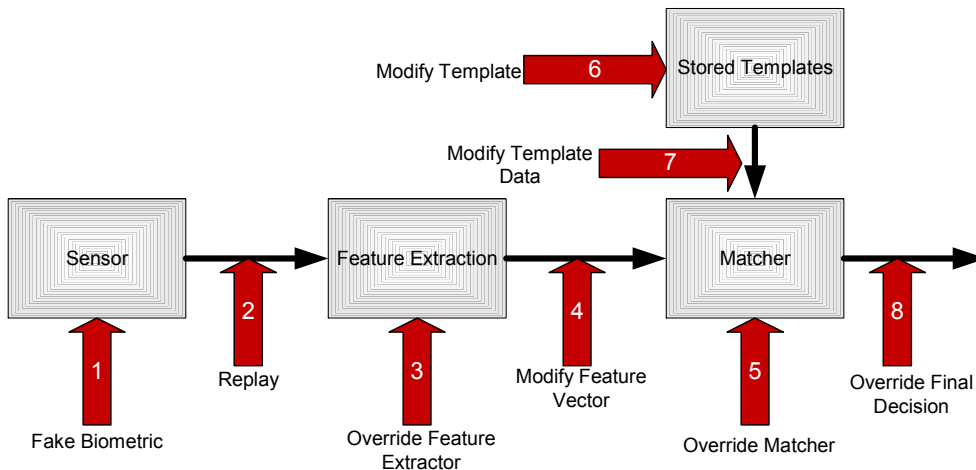 Modify Template
6
Stored Templates
Modify Template
Data
7
Sensor
Feature Extraction
Matcher
1
2
3
4
5
8
Fake Biometric
Replay
Override Feature
Extractor
Modify Feature
Vector
Override Matcher
Override Final
Decision